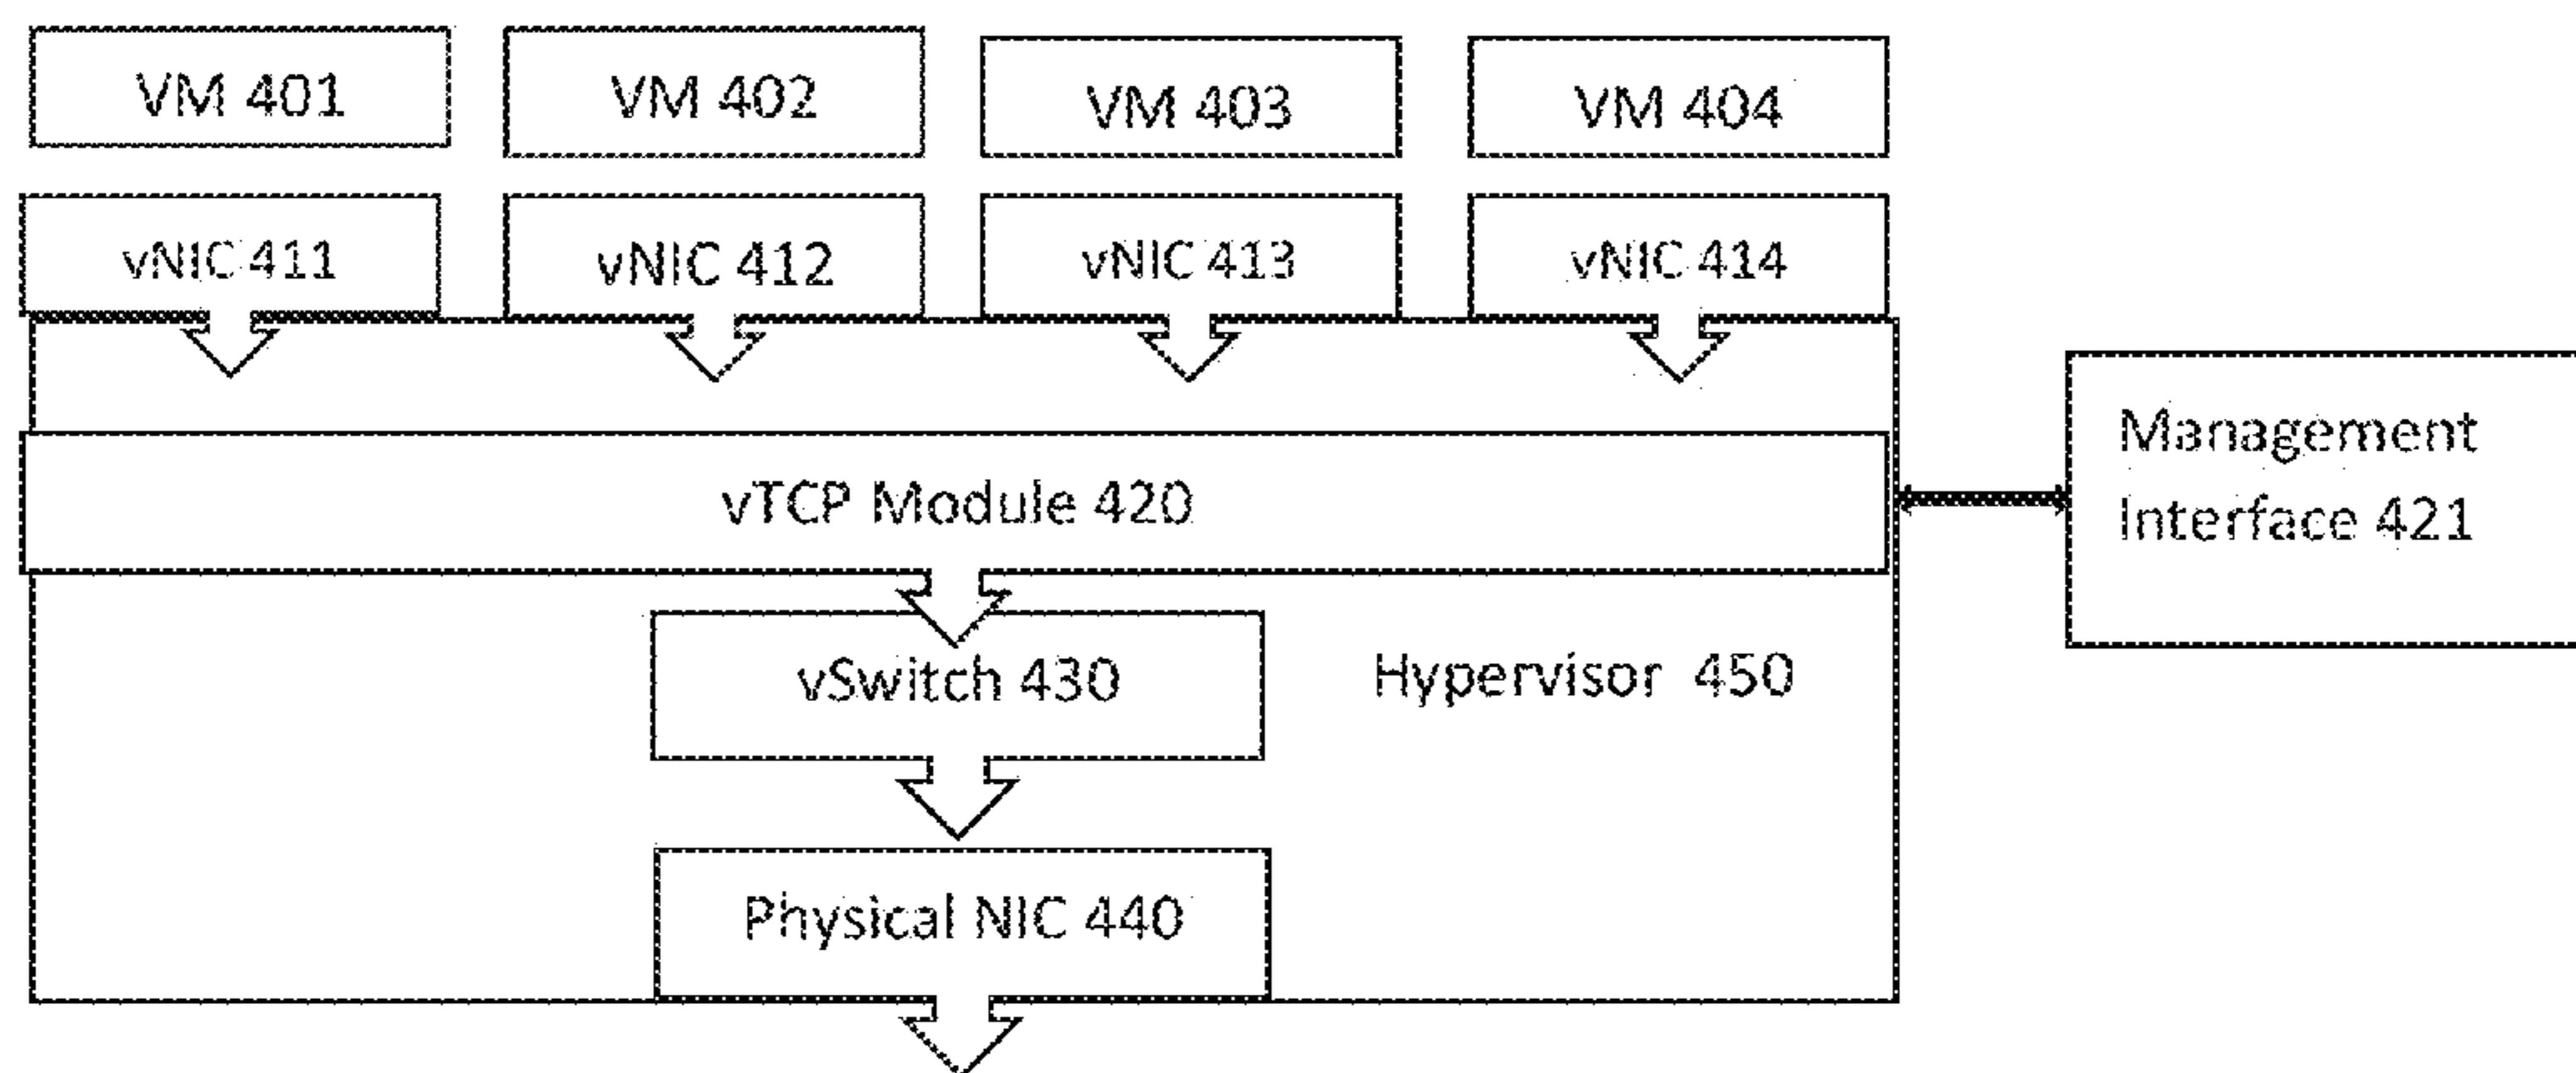 VM 401
VM 402
VM 403
VM 404
vNIC 411
vNIC 412
vNIC 413
vNIC 414
Management
Interface 421
vTCP Module 420
vSwitch 430
Hypervisor 450
Physical NIC 440